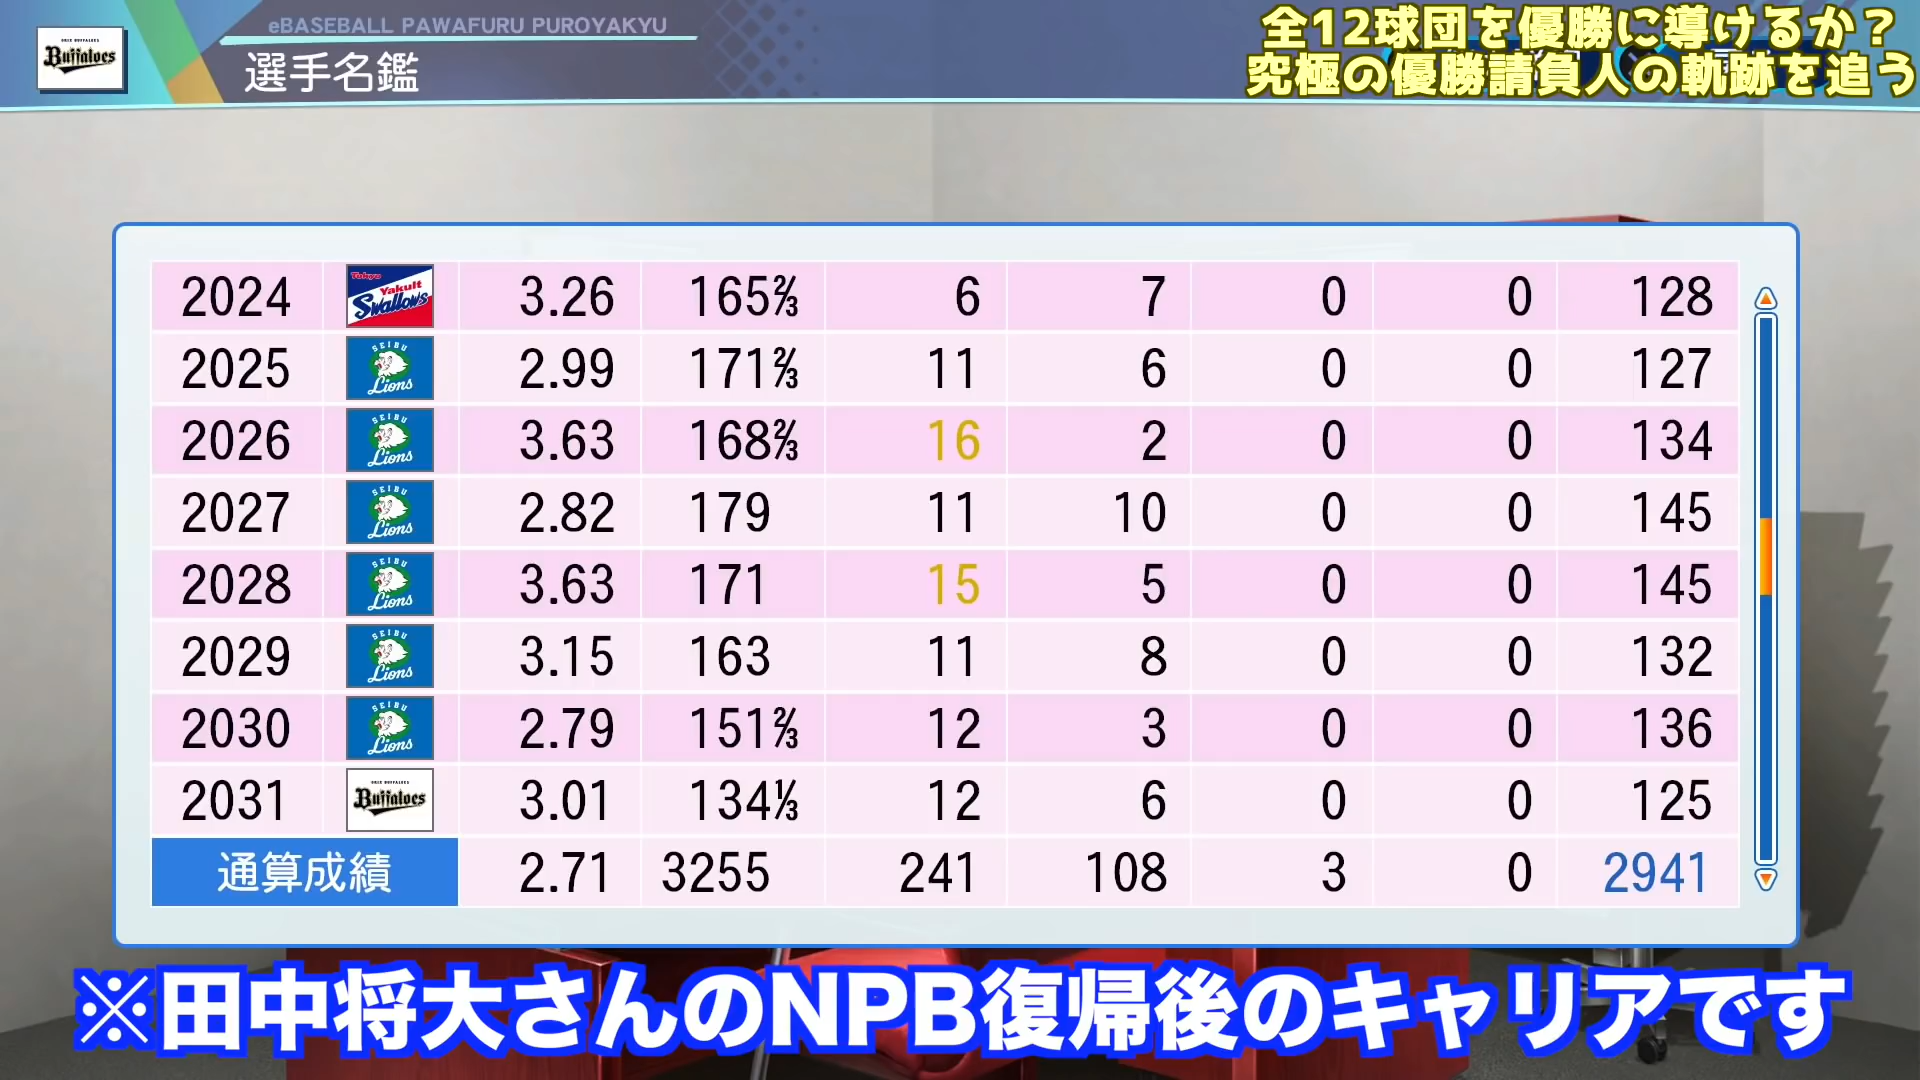 ORIX BUFFALOES
Buffaloes
eBASEBALL PAWAFURU PUROYAKYU
選手名鑑
全12球団を優勝に導けるか？
究極の優勝請負人の軌跡を追う
2024 Tokyo Yakult Swallows 3.26 165⅔ 6 7 0 0 128
2025 SEIBU Lions 2.99 171⅔ 11 6 0 0 127
2026 SEIBU Lions 3.63 168⅔ 16 2 0 0 134
2027 SEIBU Lions 2.82 179 11 10 0 0 145
2028 SEIBU Lions 3.63 171 15 5 0 0 145
2029 SEIBU Lions 3.15 163 11 8 0 0 132
2030 SEIBU Lions 2.79 151⅔ 12 3 0 0 136
2031 ORIX BUFFALOES Buffaloes 3.01 134⅓ 12 6 0 0 125
通算成績 2.71 3255 241 108 3 0 2941
※田中将大さんのNPB復帰後のキャリアです